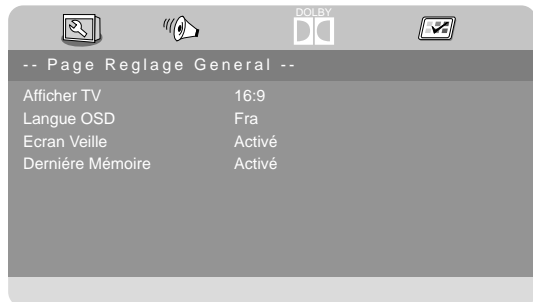 DOLBY
-- Page Reglage General --
Afficher TV 16:9
Langue OSD Fra
Ecran Veille Activé
Derniére Mémoire Activé